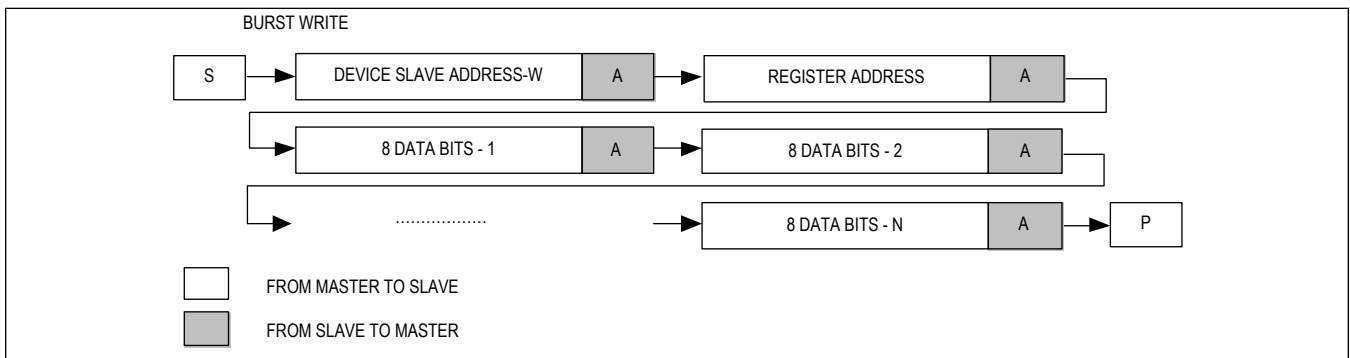 BURST WRITE
S DEVICE SLAVE ADDRESS-W A REGISTER ADDRESS A
8 DATA BITS - 1 A 8 DATA BITS - 2 A
.................. 8 DATA BITS - N A P
FROM MASTER TO SLAVE
FROM SLAVE TO MASTER